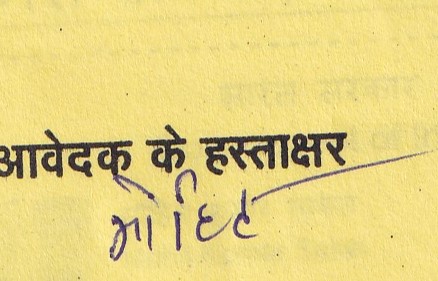 आवेदक के हस्ताक्षर
मोहित